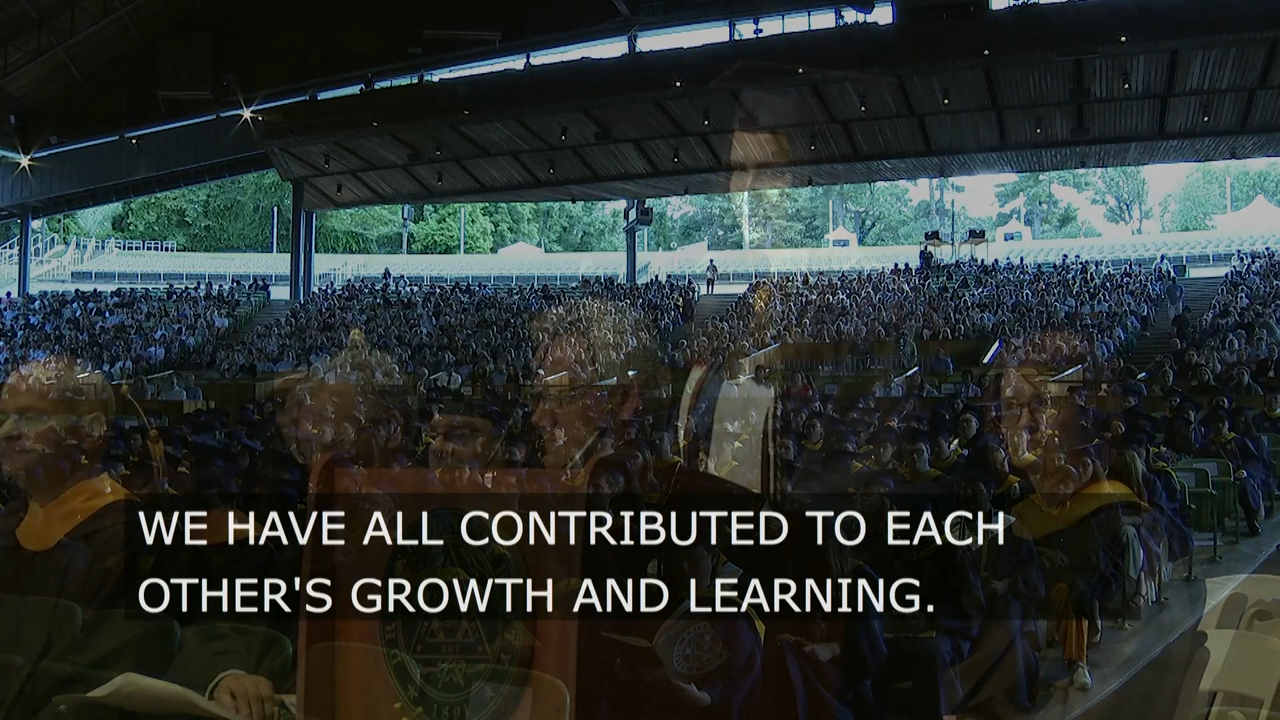 WE HAVE ALL CONTRIBUTED TO EACH
OTHER'S GROWTH AND LEARNING.